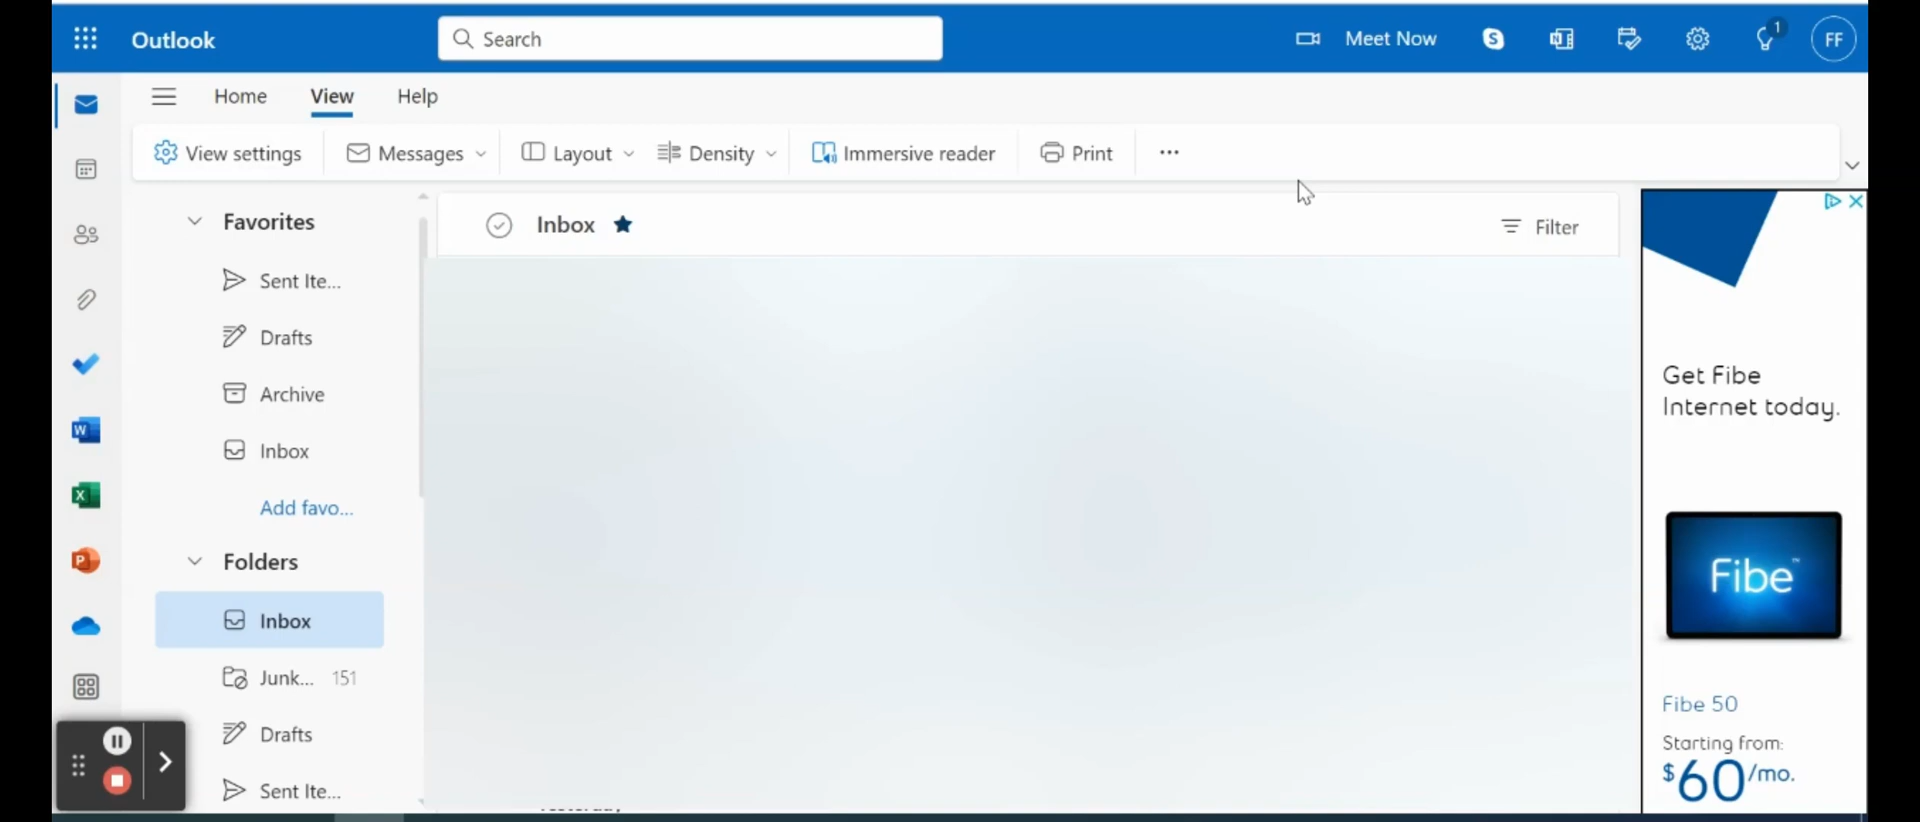 Outlook
Search
Meet Now
1
FF
Home View Help
View settings Messages Layout Density Immersive reader Print
Favorites
Sent Ite...
Drafts
Archive
Inbox
Add favo...
Folders
Inbox
Junk... 151
Drafts
Sent Ite...
Inbox
Filter
Get Fibe
Internet today.
Fibe™
Fibe 50
Starting from:
$60/mo.